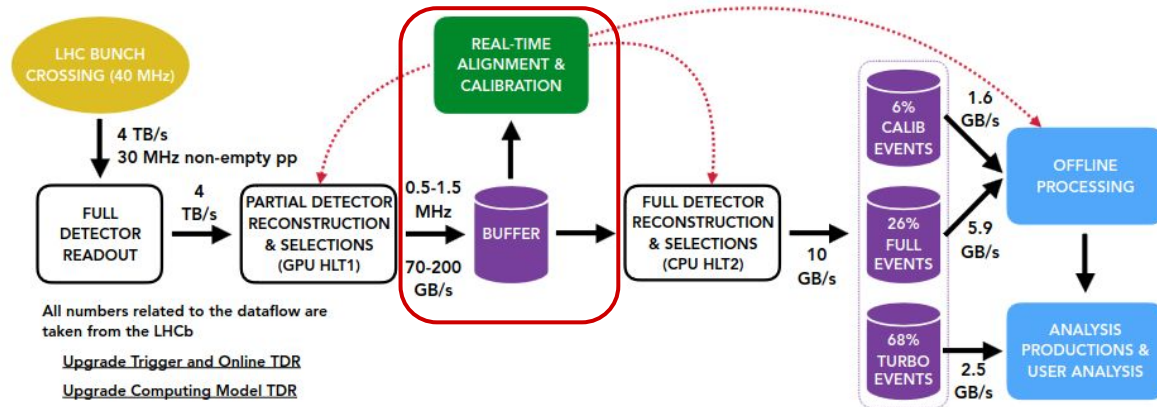 LHC BUNCH
CROSSING (40 MHz)
4 TB/s
30 MHz non-empty pp
FULL
DETECTOR
READOUT
4
TB/s
PARTIAL DETECTOR
RECONSTRUCTION
& SELECTIONS
(GPU HLT1)
0.5-1.5
MHz
70-200
GB/s
REAL-TIME
ALIGNMENT &
CALIBRATION
BUFFER
FULL DETECTOR
RECONSTRUCTION
& SELECTIONS
(CPU HLT2)
10
GB/s
6%
CALIB
EVENTS
1.6
GB/s
26%
FULL
EVENTS
5.9
GB/s
68%
TURBO
EVENTS
2.5
GB/s
OFFLINE
PROCESSING
ANALYSIS
PRODUCTIONS &
USER ANALYSIS
All numbers related to the dataflow are
taken from the LHCb
Upgrade Trigger and Online TDR
Upgrade Computing Model TDR